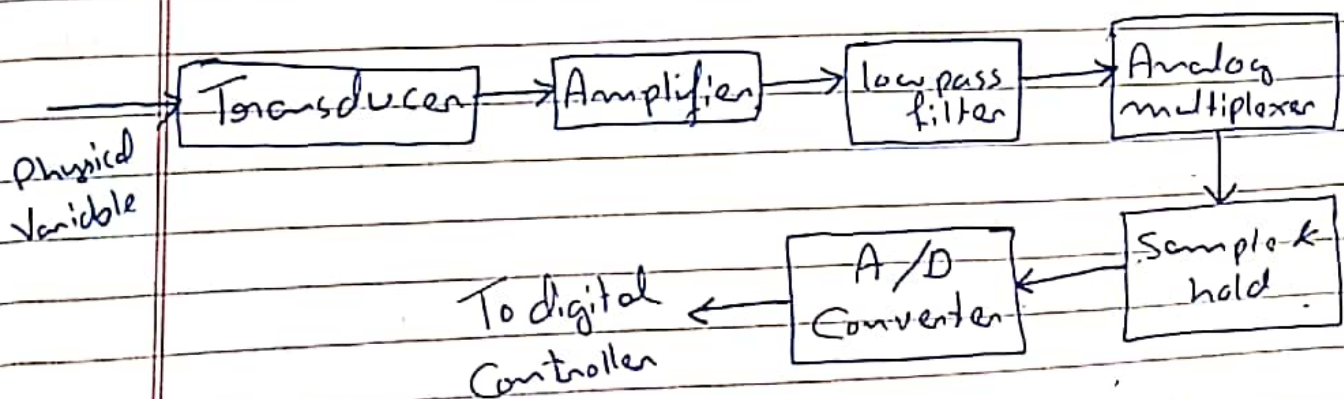 Physical
Variable
Transducer
Amplifier
low pass
filter
Analog
multiplexer
Sample &
hold
A/D
Converter
To digital
Controller